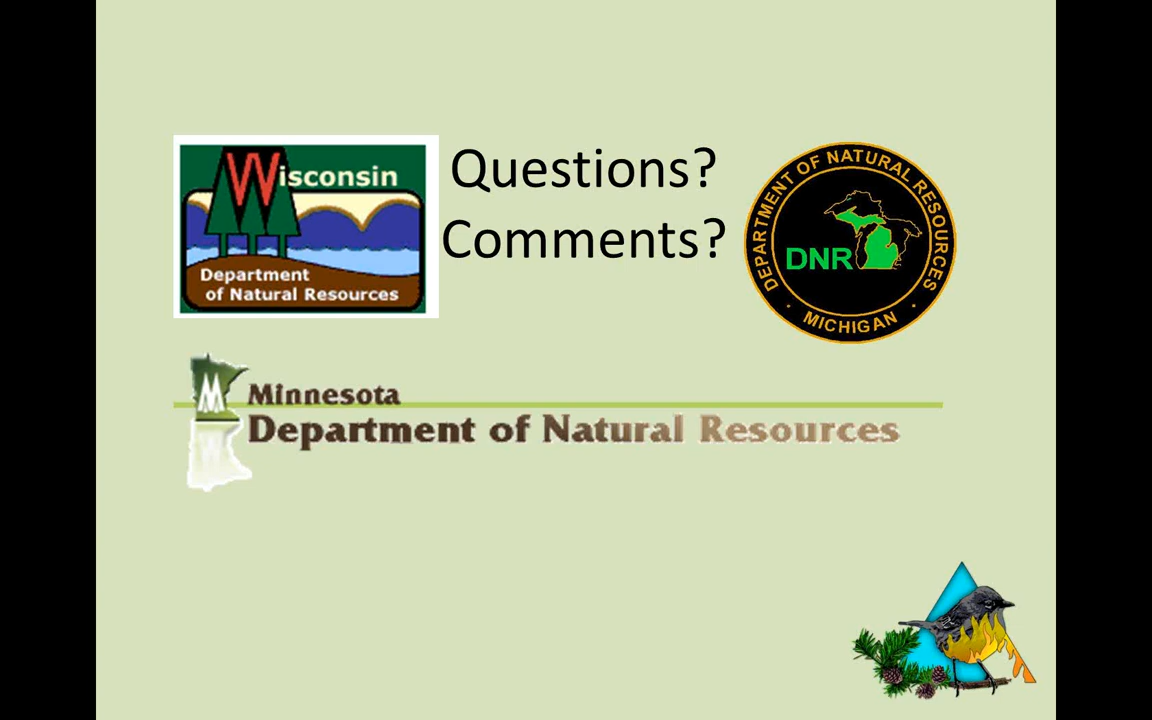 Wisconsin
Department
of Natural Resources
Questions?
Comments?
DEPARTMENT OF NATURAL RESOURCES
DNR
· MICHIGAN ·
M
Minnesota
Department of Natural Resources